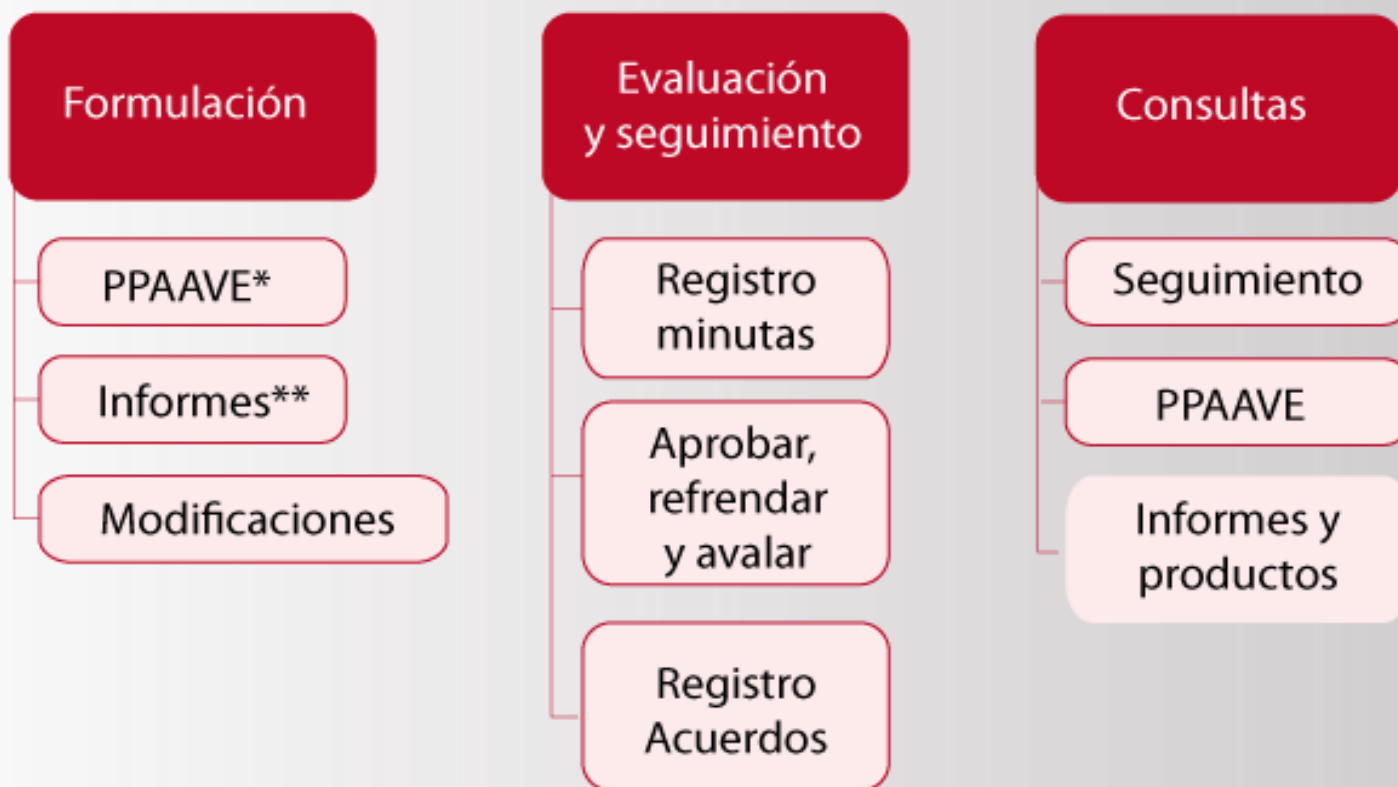 Formulación
PPAAVE*
Informes**
Modificaciones
Evaluación
y seguimiento
Registro
minutas
Aprobar,
refrendar
y avalar
Registro
Acuerdos
Consultas
Seguimiento
PPAAVE
Informes y
productos